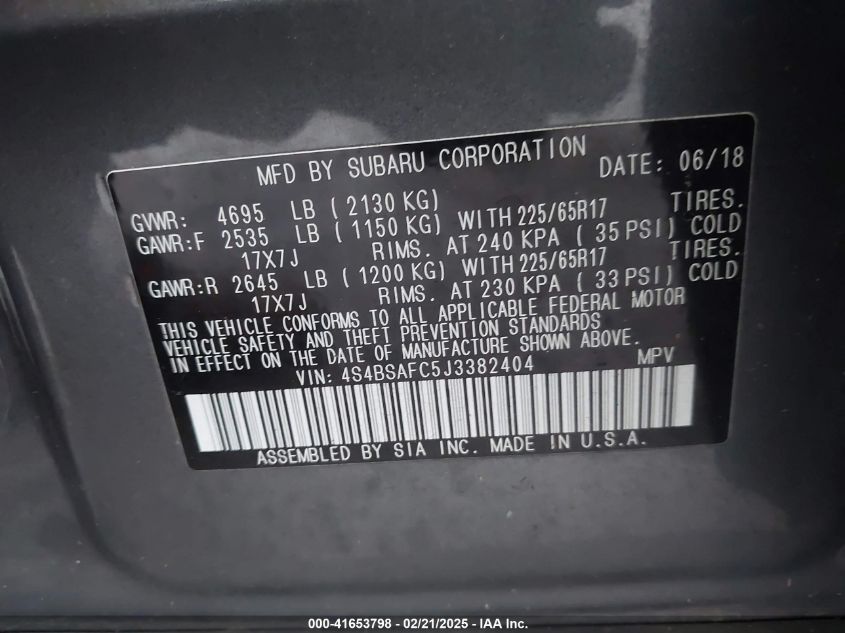 MFD BY SUBARU CORPORATION DATE: 06/18
GVWR: 4695 LB ( 2130 KG)
GAWR:F 2535 LB ( 1150 KG) WITH 225/65R17 TIRES.
17X7J RIMS. AT 240 KPA ( 35 PSI) COLD
GAWR:R 2645 LB ( 1200 KG) WITH 225/65R17 TIRES.
17X7J RIMS. AT 230 KPA ( 33 PSI) COLD
THIS VEHICLE CONFORMS TO ALL APPLICABLE FEDERAL MOTOR
VEHICLE SAFETY AND THEFT PREVENTION STANDARDS
IN EFFECT ON THE DATE OF MANUFACTURE SHOWN ABOVE.
VIN: 4S4BSAFC5J3382404 MPV
ASSEMBLED BY SIA INC. MADE IN U.S.A.
000-41653798 - 02/21/2025 - IAA Inc.